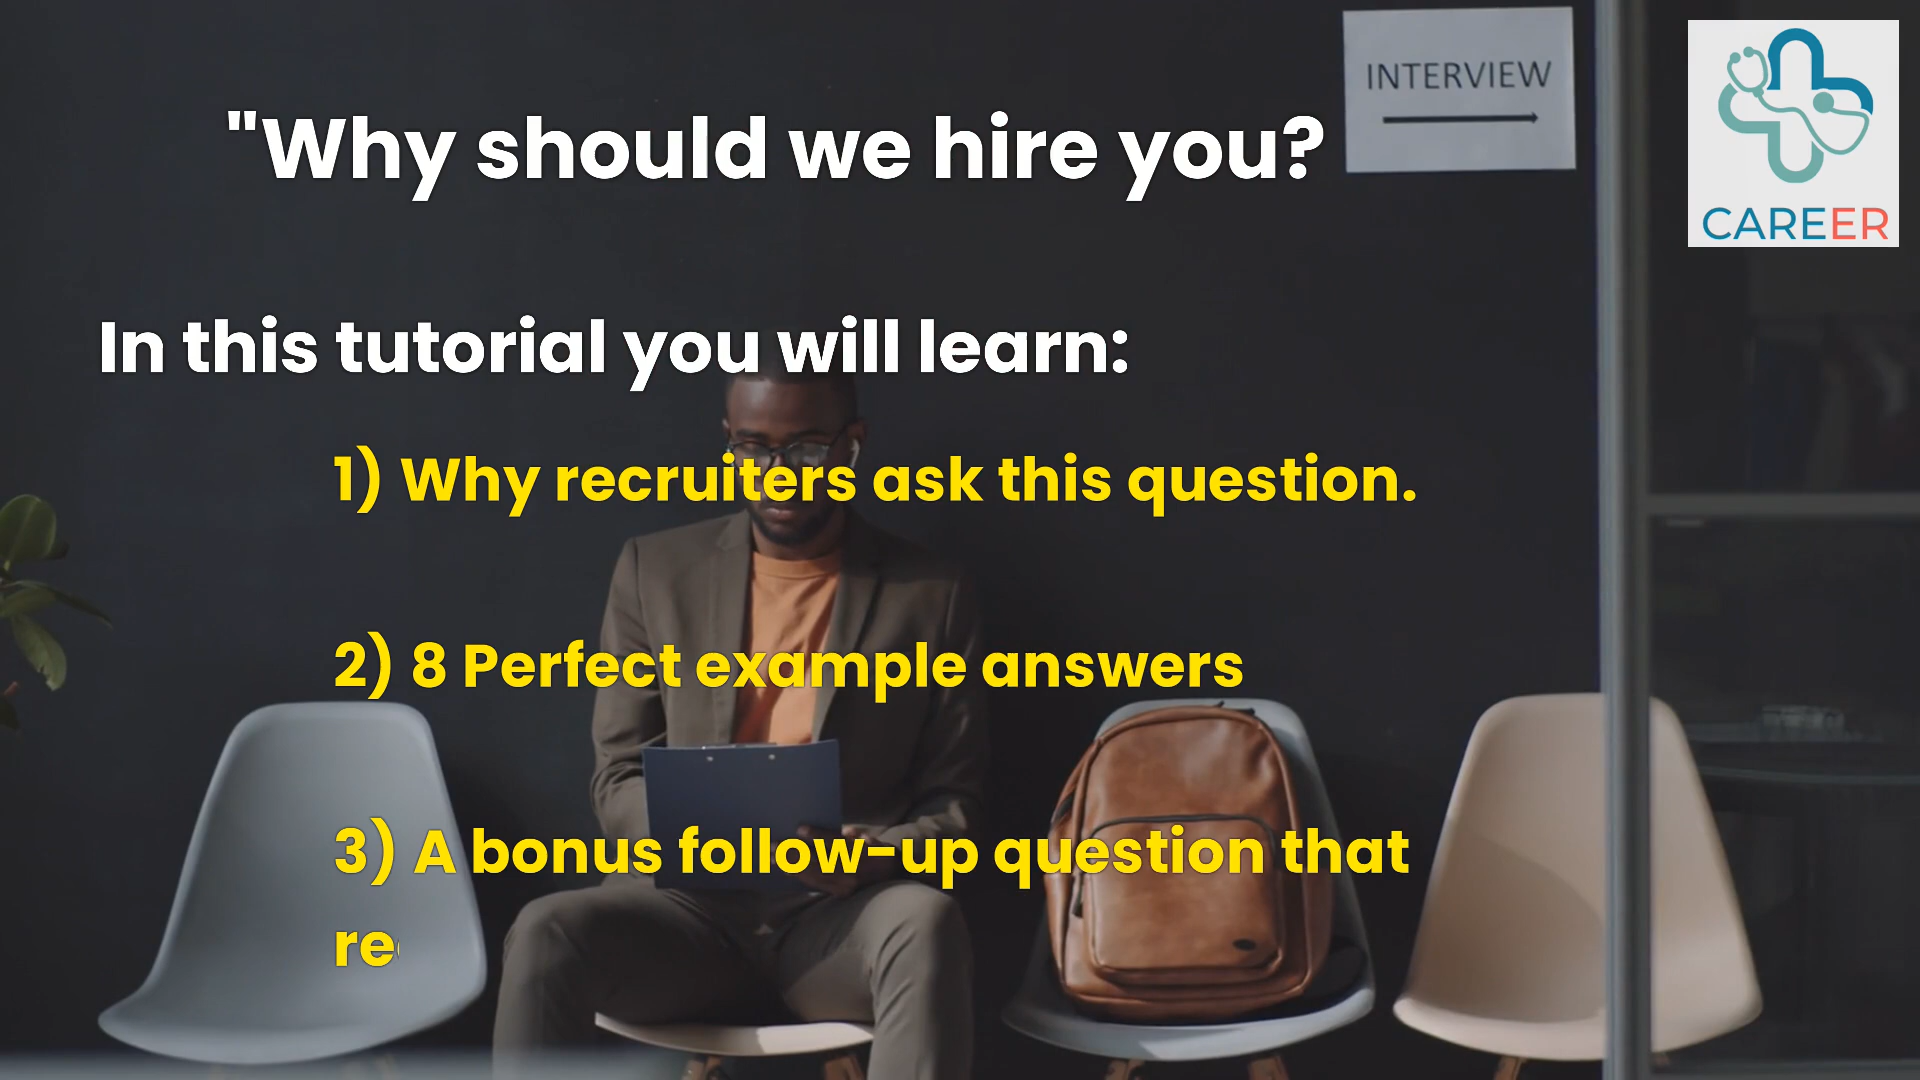 INTERVIEW
"Why should we hire you?
CAREER
In this tutorial you will learn:
1) Why recruiters ask this question.
2) 8 Perfect example answers
3) A bonus follow-up question that
re